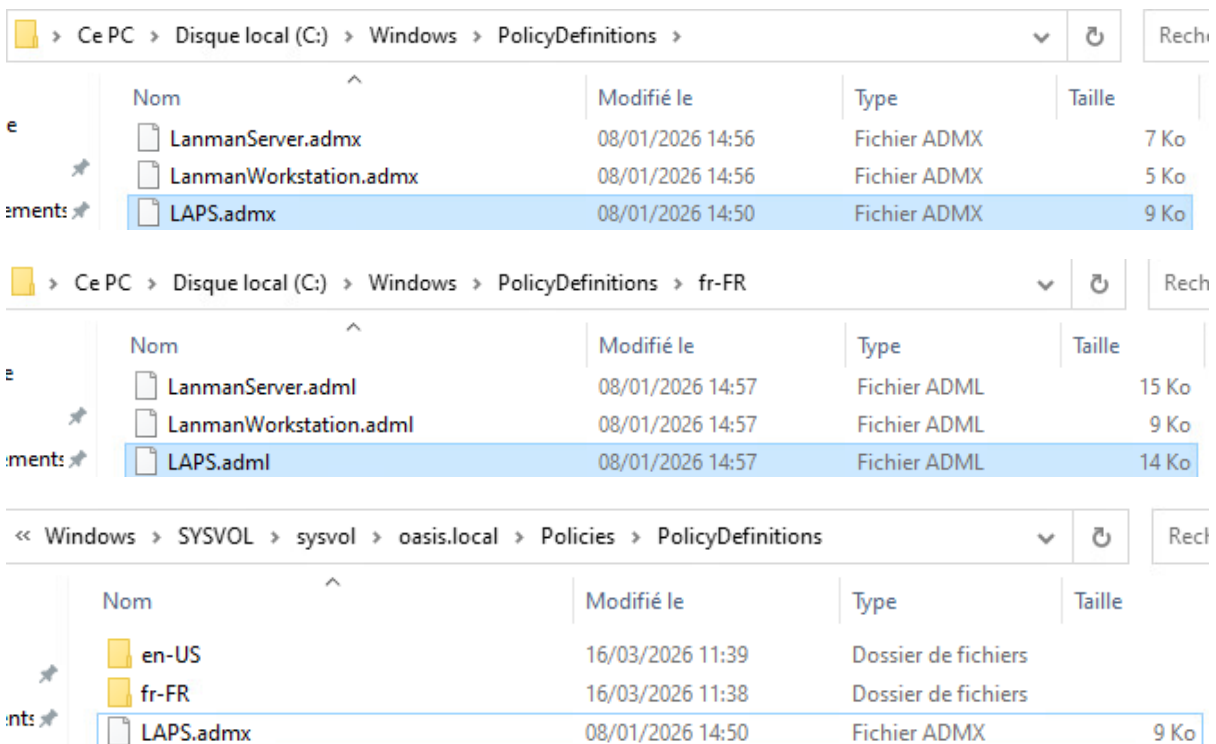 Ce PC > Disque local (C:) > Windows > PolicyDefinitions > Reche
Nom Modifié le Type Taille
e
LanmanServer.admx 08/01/2026 14:56 Fichier ADMX 7 Ko
LanmanWorkstation.admx 08/01/2026 14:56 Fichier ADMX 5 Ko
ements LAPS.admx 08/01/2026 14:50 Fichier ADMX 9 Ko
Ce PC > Disque local (C:) > Windows > PolicyDefinitions > fr-FR Rech
Nom Modifié le Type Taille
e
LanmanServer.adml 08/01/2026 14:57 Fichier ADML 15 Ko
LanmanWorkstation.adml 08/01/2026 14:57 Fichier ADML 9 Ko
ements LAPS.adml 08/01/2026 14:57 Fichier ADML 14 Ko
« Windows > SYSVOL > sysvol > oasis.local > Policies > PolicyDefinitions Rech
Nom Modifié le Type Taille
en-US 16/03/2026 11:39 Dossier de fichiers
fr-FR 16/03/2026 11:38 Dossier de fichiers
ents LAPS.admx 08/01/2026 14:50 Fichier ADMX 9 Ko